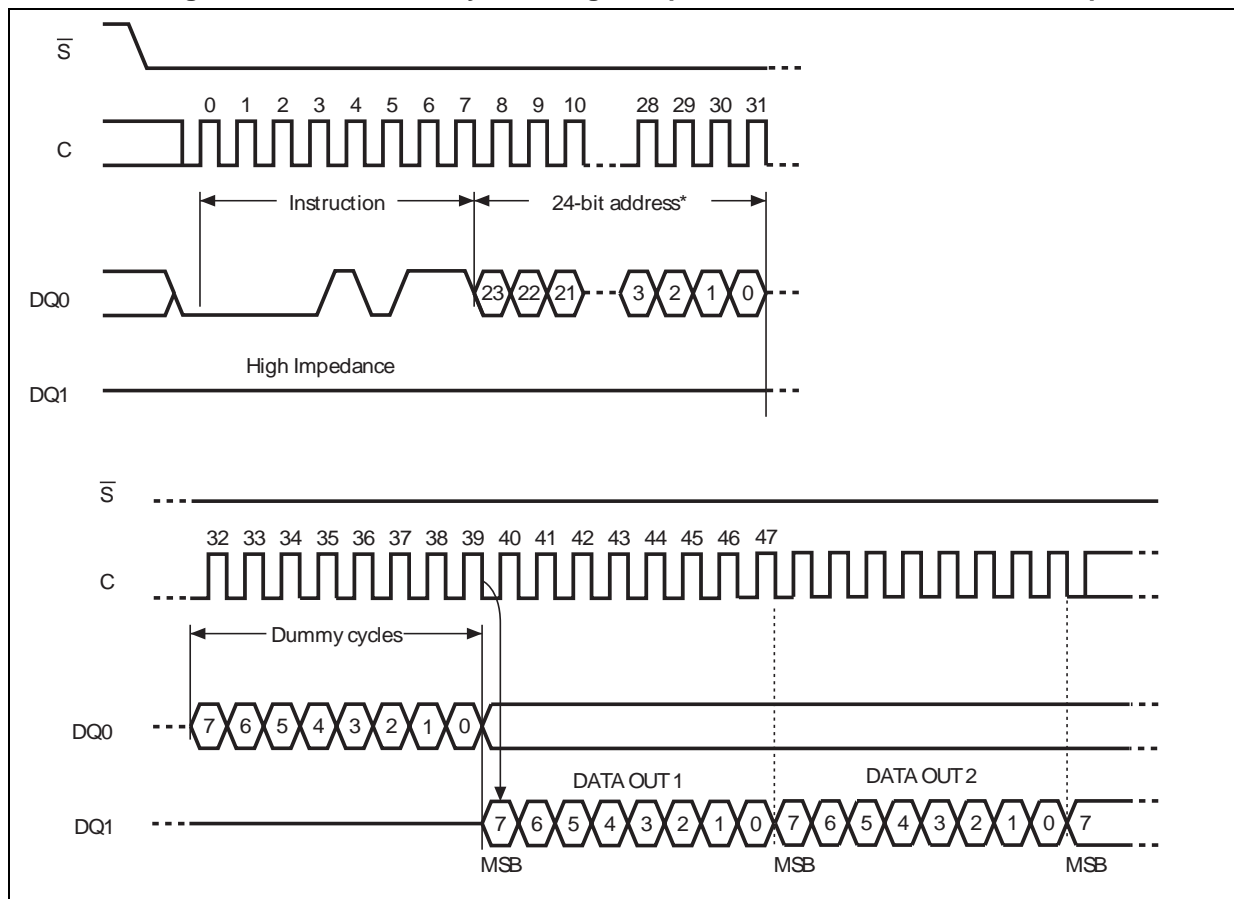 S
0 1 2 3 4 5 6 7 8 9 10 28 29 30 31
C
Instruction 24-bit address*
DQ0 23 22 21 3 2 1 0
High Impedance
DQ1
S
32 33 34 35 36 37 38 39 40 41 42 43 44 45 46 47
C
Dummy cycles
DQ0 7 6 5 4 3 2 1 0
DATA OUT 1 DATA OUT 2
DQ1 7 6 5 4 3 2 1 0 7 6 5 4 3 2 1 0 7
MSB MSB MSB